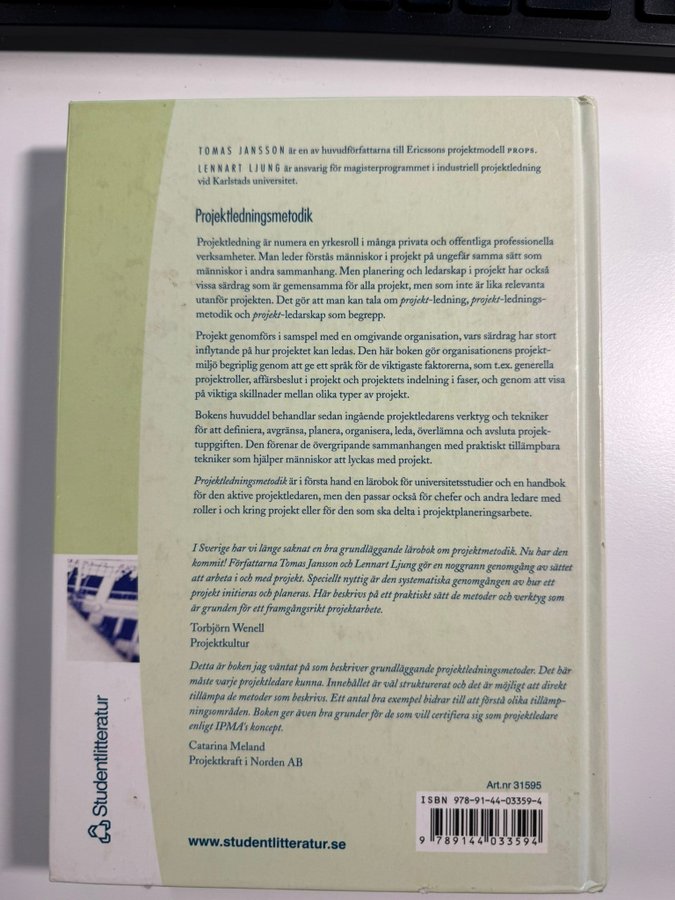 TOMAS JANSSON är en av huvudförfattarna till Ericssons projektmodell PROPS.
LENNART LJUNG är ansvarig för magisterprogrammet i industriell projektledning
vid Karlstads universitet.
Projektledningsmetodik
Projektledning är numera en yrkesroll i många privata och offentliga professionella
verksamheter. Man leder förstås människor i projekt på ungefär samma sätt som
människor i andra sammanhang. Men planering och ledarskap i projekt har också
vissa särdrag som är gemensamma för alla projekt, men som inte är lika relevanta
utanför projekten. Det gör att man kan tala om projekt-ledning, projekt-lednings-
metodik och projekt-ledarskap som begrepp.
Projekt genomförs i samspel med en omgivande organisation, vars särdrag har stort
inflytande på hur projektet kan ledas. Den här boken gör organisationens projekt-
miljö begriplig genom att ge ett språk för de viktigaste faktorerna, som t.ex. generella
projektroller, affärsbeslut i projekt och projektets indelning i faser, och genom att visa
på viktiga skillnader mellan olika typer av projekt.
Bokens huvuddel behandlar sedan ingående projektledarens verktyg och tekniker
för att definiera, avgränsa, planera, organisera, leda, överlämna och avsluta projek-
tuppgiften. Den förenar de övergripande sammanhangen med praktiskt tillämpbara
tekniker som hjälper människor att lyckas med projekt.
Projektledningsmetodik är i första hand en lärobok för universitetsstudier och en handbok
för den aktive projektledaren, men den passar också för chefer och andra ledare med
roller i och kring projekt eller för den som ska delta i projektplaneringsarbete.
I Sverige har vi länge saknat en bra grundläggande lärobok om projektmetodik. Nu har den
kommit! Författarna Tomas Jansson och Lennart Ljung gör en noggrann genomgång av sättet
att arbeta i och med projekt. Speciellt nyttig är den systematiska genomgången av hur ett
projekt initieras och planeras. Här beskrivs på ett praktiskt sätt de metoder och verktyg som
är grunden för ett framgångsrikt projektarbete.
Torbjörn Wenell
Projektkultur
Detta är boken jag väntat på som beskriver grundläggande projektledningsmetoder. Det här
måste varje projektledare kunna. Innehållet är väl strukturerat och det är möjligt att direkt
tillämpa de metoder som beskrivs. Ett antal bra exempel bidrar till att förstå olika tillämp-
ningsområden. Boken ger även bra grunder för de som vill certifiera sig som projektledare
enligt IPMA's koncept.
Catarina Meland
Projektkraft i Norden AB
Art.nr 31595
ISBN 978-91-44-03359-4
9 789144 033594
www.studentlitteratur.se
Studentlitteratur